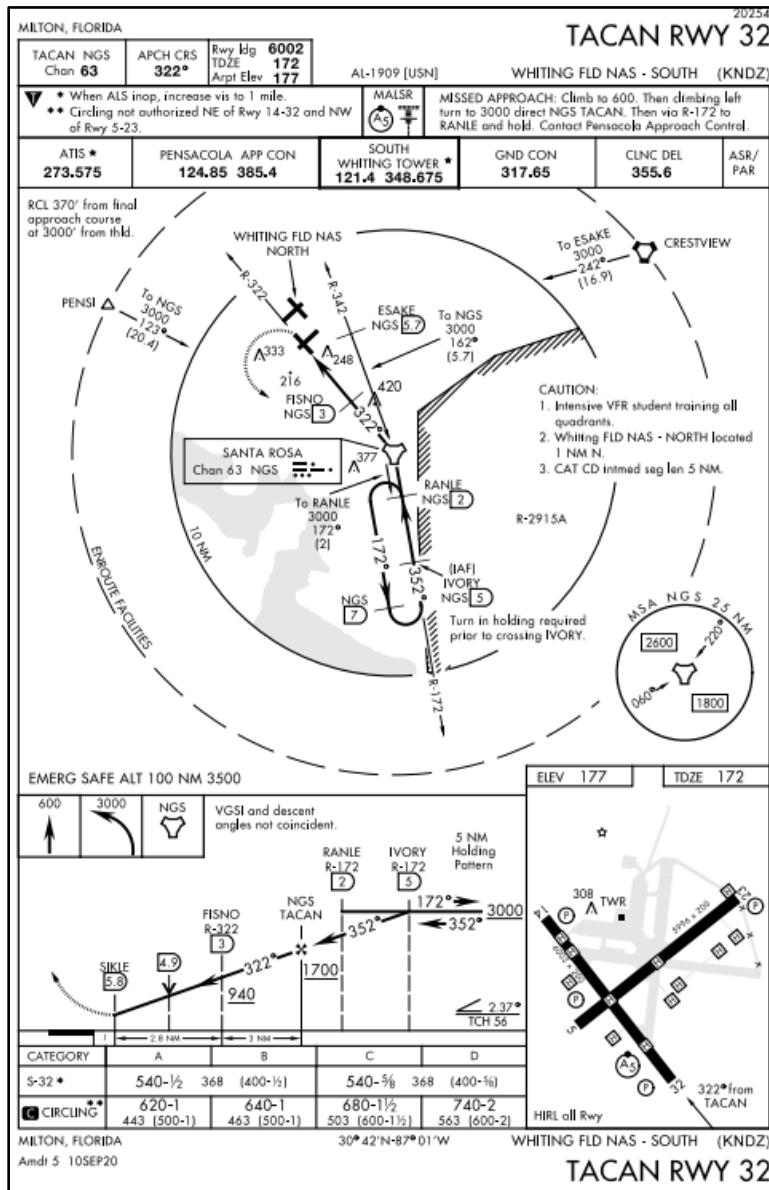 20254
MILTON, FLORIDA
TACAN RWY 32
TACAN NGS
Chan 63
APCH CRS
322°
Rwy ldg 6002
TDZE 172
Arpt Elev 177
AL-1909 [USN]
WHITING FLD NAS - SOUTH (KNDZ)
T
* When ALS inop, increase vis to 1 mile.
** Circling not authorized NE of Rwy 14-32 and NW
of Rwy 5-23.
MALSR
A5
MISSED APPROACH: Climb to 600. Then climbing left
turn to 3000 direct NGS TACAN. Then via R-172 to
RANLE and hold. Contact Pensacola Approach Control.
ATIS *
273.575
PENSACOLA APP CON
124.85 385.4
SOUTH
WHITING TOWER *
121.4 348.675
GND CON
317.65
CLNC DEL
355.6
ASR/
PAR
RCL 370' from final
approach course
at 3000' from thld.
WHITING FLD NAS
NORTH
To ESAKE
3000
242°
(16.9)
CRESTVIEW
PENSI
To NGS
3000
123°
(20.4)
R-322
R-342
ESAKE
NGS 5.7
To NGS
3000
162°
(5.7)
333
248
216
420
FISNO
NGS 3
322°
CAUTION:
1. Intensive VFR student training all
quadrants.
2. Whiting FLD NAS - NORTH located
1 NM N.
3. CAT CD intmed seg len 5 NM.
SANTA ROSA
Chan 63 NGS
377
RANLE
NGS 2
To RANLE
3000
172°
(2)
R-2915A
10 NM
172°
352°
(IAF)
IVORY
NGS 5
NGS
7
Turn in holding required
prior to crossing IVORY.
ENROUTE FACILITIES
R-172
MSA NGS 25 NM
2600
220°
060°
1800
EMERG SAFE ALT 100 NM 3500
ELEV 177
TDZE 172
600
3000
NGS
VGSI and descent
angles not coincident.
5 NM
Holding
Pattern
RANLE
R-172
2
IVORY
R-172
5
NGS
TACAN
172°
352°
3000
352°
FISNO
R-322
3
322°
1700
4.9
940
SIKLE
5.8
2.37°
TCH 56
.1
2.8 NM
3 NM
308
TWR
P
5996 x 200
23
14
6002 x 200
5
32
A5
322° from
TACAN
HIRL all Rwy
CATEGORY A B C D
S-32 * 540-½ 368 (400-½) 540-⅝ 368 (400-⅝)
C CIRCLING ** 620-1 640-1 680-1½ 740-2
443 (500-1) 463 (500-1) 503 (600-1½) 563 (600-2)
MILTON, FLORIDA
30°42'N-87°01'W
WHITING FLD NAS - SOUTH (KNDZ)
Amdt 5 10SEP20
TACAN RWY 32